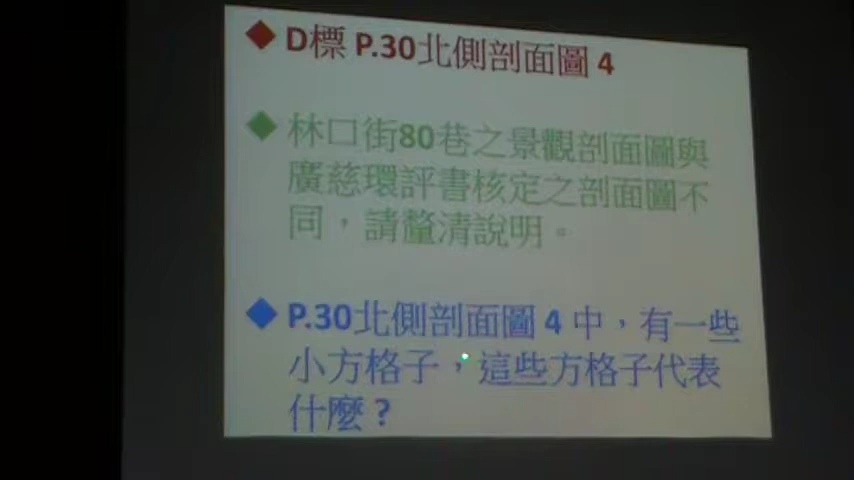 D標 P.30北側剖面圖 4
林口街80巷之景觀剖面圖與
廣慈環評書核定之剖面圖不
同，請釐清說明。
P.30北側剖面圖 4 中，有一些
小方格子，這些方格子代表
什麼？